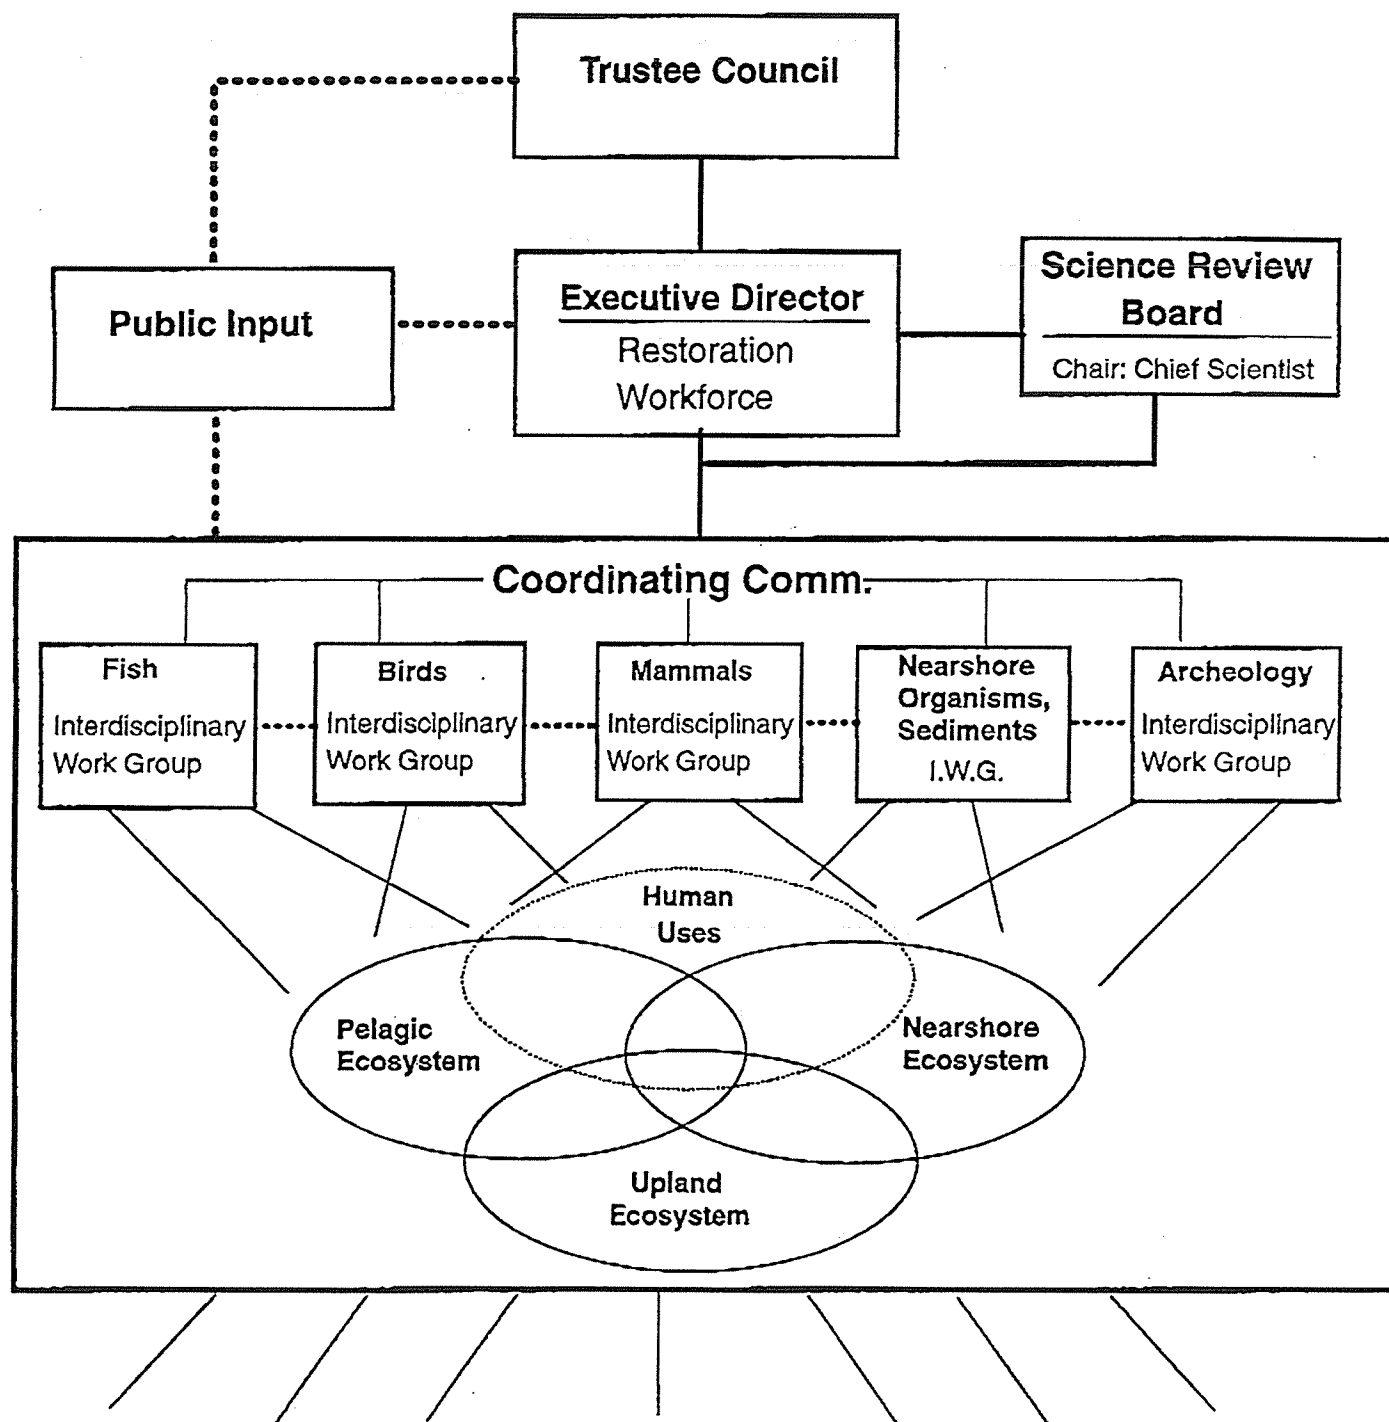 Trustee Council
Public Input
Executive Director
Restoration
Workforce
Science Review
Board
Chair: Chief Scientist
Coordinating Comm.
Fish
Interdisciplinary
Work Group
Birds
Interdisciplinary
Work Group
Mammals
Interdisciplinary
Work Group
Nearshore
Organisms,
Sediments
I.W.G.
Archeology
Interdisciplinary
Work Group
Human
Uses
Pelagic
Ecosystem
Nearshore
Ecosystem
Upland
Ecosystem